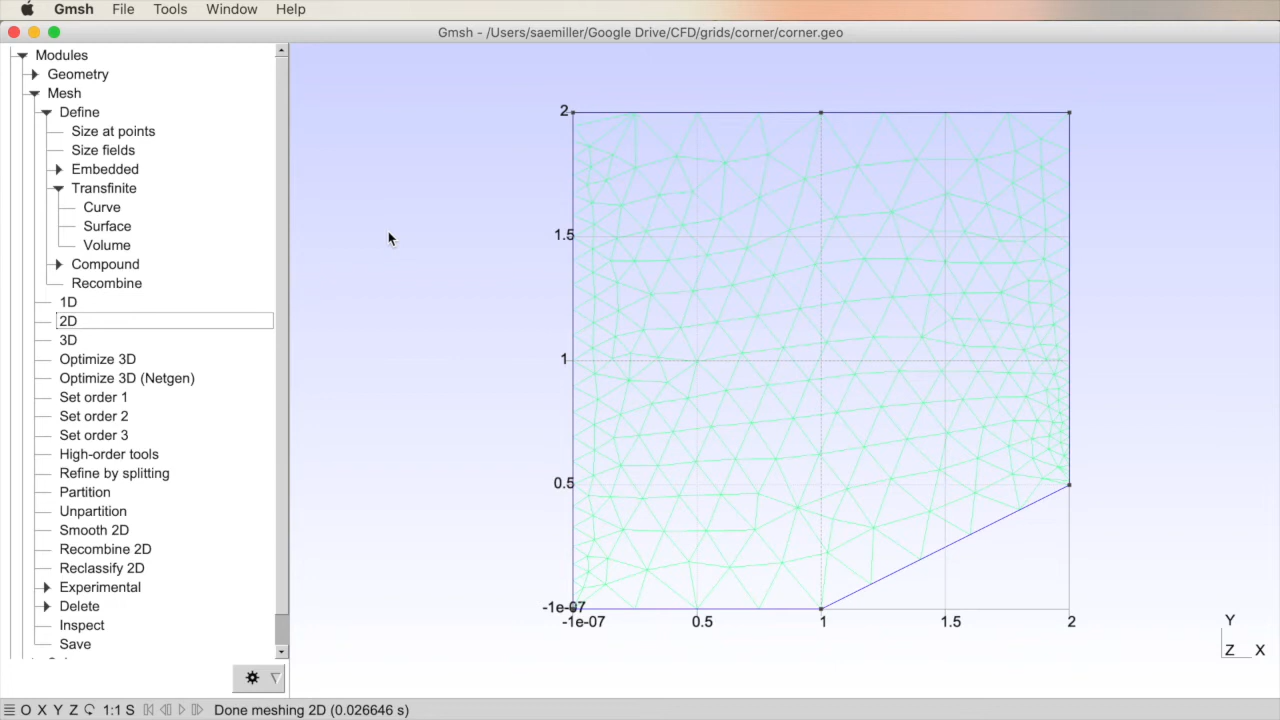 Gmsh File Tools Window Help
Gmsh - /Users/saemiller/Google Drive/CFD/grids/corner/corner.geo
Modules
Geometry
Mesh
Define
Size at points
Size fields
Embedded
Transfinite
Curve
Surface
Volume
Compound
Recombine
1D
2D
3D
Optimize 3D
Optimize 3D (Netgen)
Set order 1
Set order 2
Set order 3
High-order tools
Refine by splitting
Partition
Unpartition
Smooth 2D
Recombine 2D
Reclassify 2D
Experimental
Delete
Inspect
Save
2
1.5
1
0.5
-1e-07
-1e-07 0.5 1 1.5 2
Y
Z X
O X Y Z 1:1 S Done meshing 2D (0.026646 s)